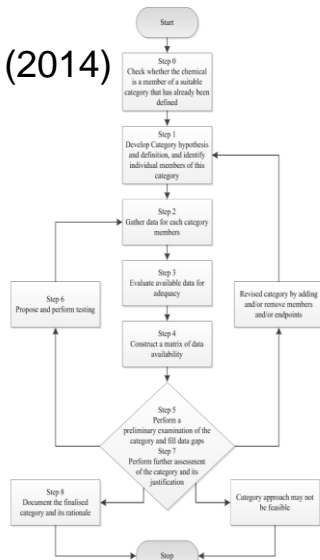 Start
(2014)
Step 0
Check whether the chemical
is a member of a suitable
category that has already been
defined
Step 1
Develop Category hypothesis
and definition, and identify
individual members of this
category
Step 2
Gather data for each category
members
Step 3
Evaluate available data for
adequacy
Step 6
Propose and perform testing
Revised category by adding
and/or remove members
and/or endpoints
Step 4
Construct a matrix of data
availability
Step 5
Perform a
preliminary examination of the
category and fill data gaps
Step 7
Perform further assessment
of the category and its
justification
Step 8
Document the finalised
category and its rationale
Category approach may not
be feasible
Stop